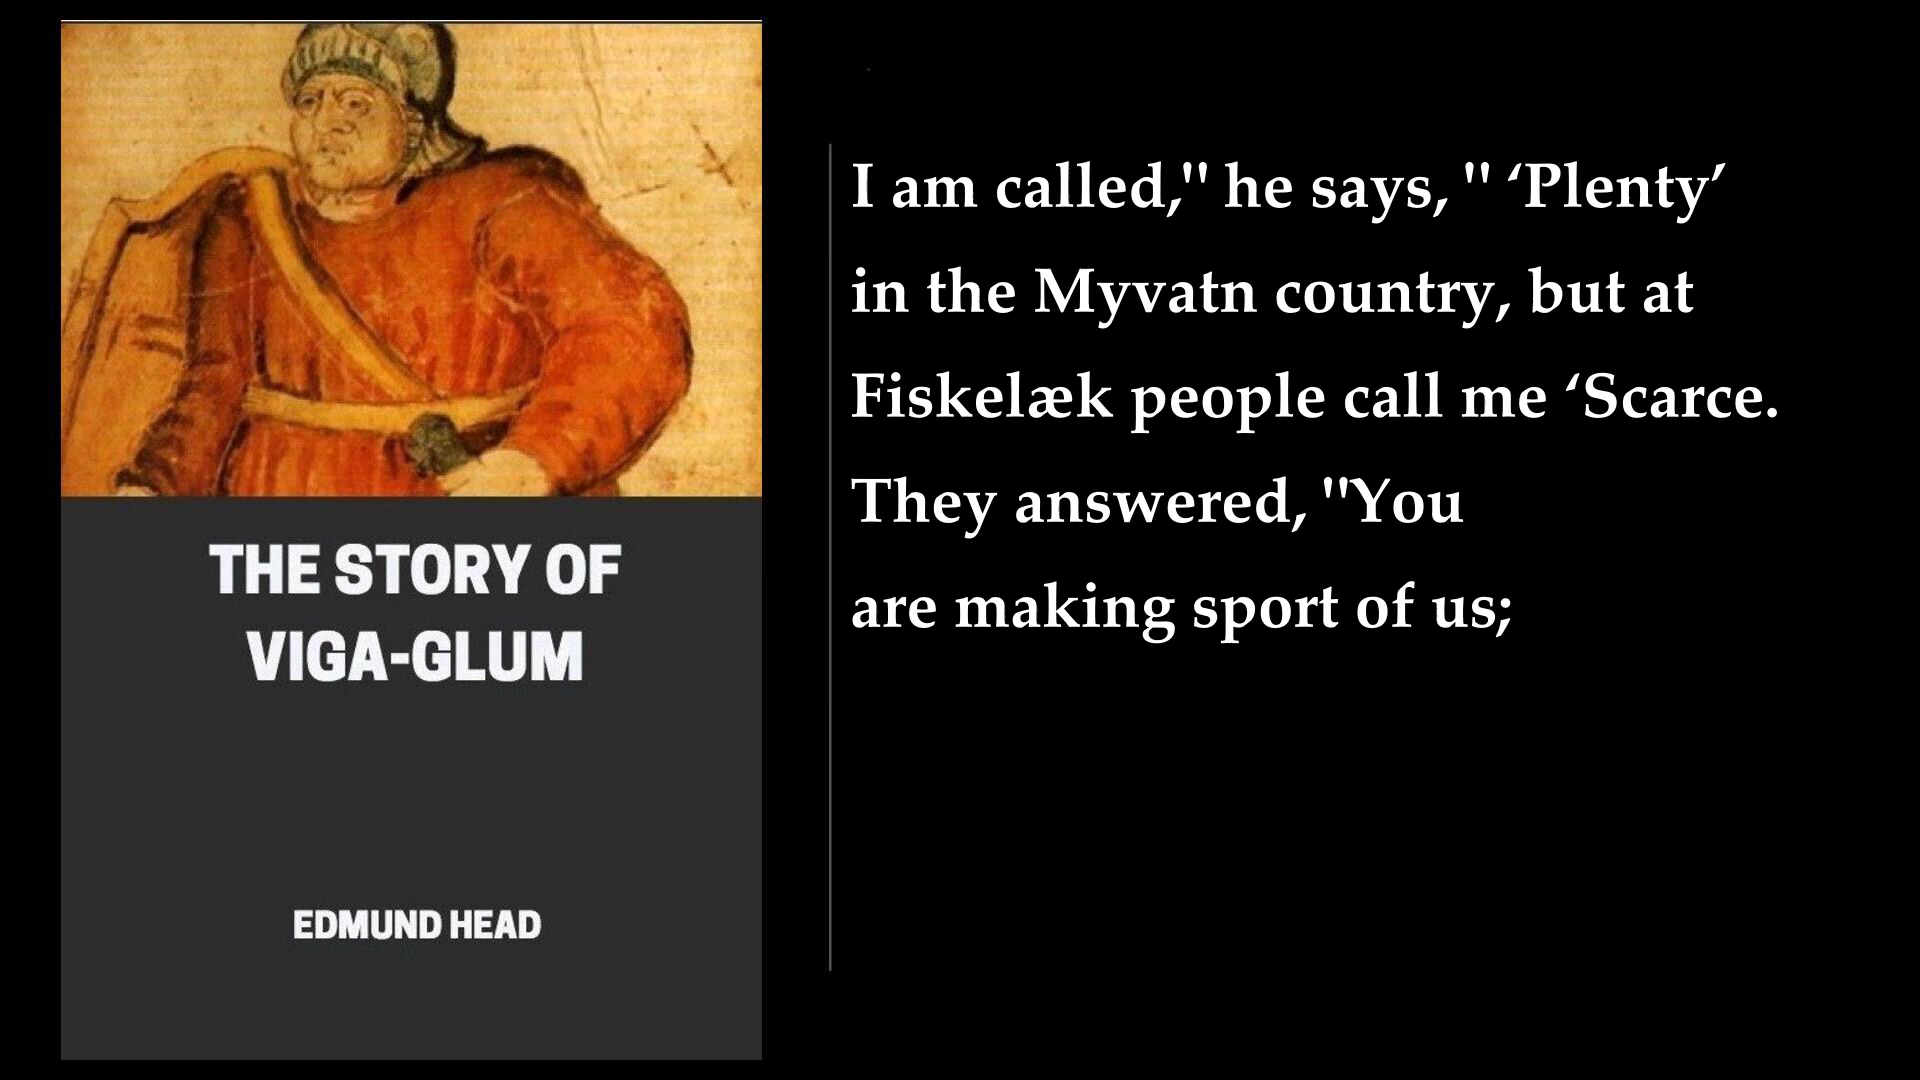 THE STORY OF
VIGA-GLUM
EDMUND HEAD
I am called," he says, " ‘Plenty’
in the Myvatn country, but at
Fiskelæk people call me ‘Scarce.
They answered, "You
are making sport of us;